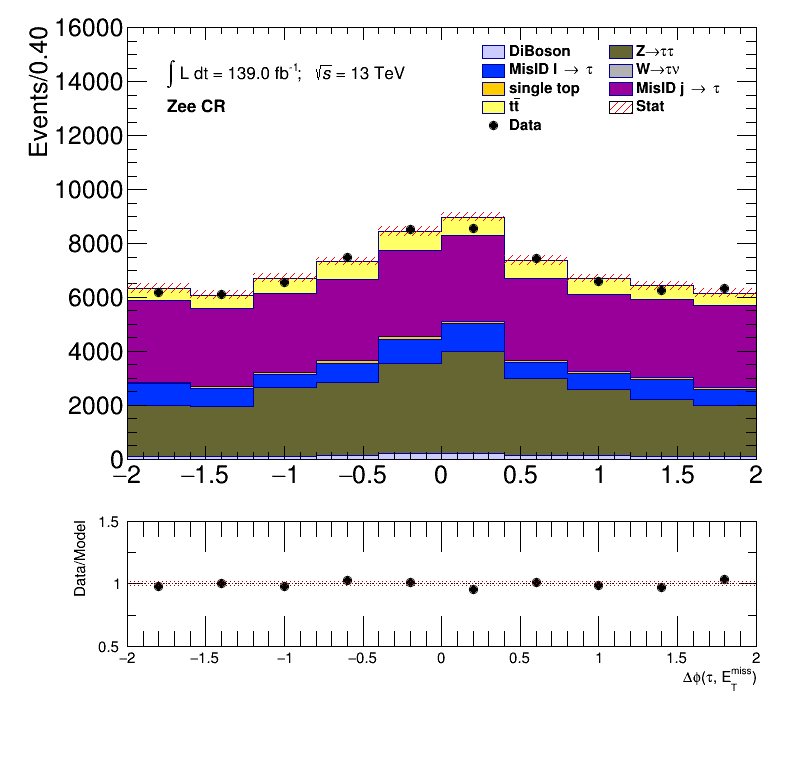 Events/0.40
16000
14000
12000
10000
8000
6000
4000
2000
0
∫ L dt = 139.0 fb⁻¹; √s = 13 TeV
Zee CR
DiBoson
Z→ττ
MisID l → τ
W→τν
single top
MisID j → τ
tt̄
Stat
Data
−2 −1.5 −1 −0.5 0 0.5 1 1.5 2
Data/Model
1.5
1
0.5
−2 −1.5 −1 −0.5 0 0.5 1 1.5 2
Δϕ(τ, E_T^miss)